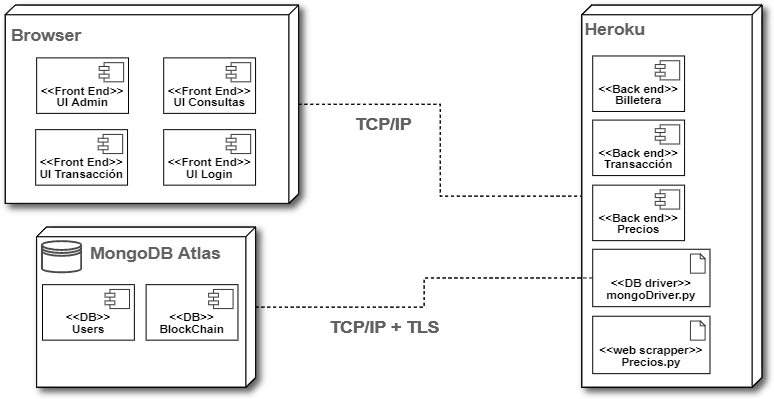 Browser
<<Front End>>
UI Admin
<<Front End>>
UI Consultas
<<Front End>>
UI Transacción
<<Front End>>
UI Login
TCP/IP
Heroku
<<Back end>>
Billetera
<<Back end>>
Transacción
<<Back end>>
Precios
<<DB driver>>
mongoDriver.py
<<web scrapper>>
Precios.py
MongoDB Atlas
<<DB>>
Users
<<DB>>
BlockChain
TCP/IP + TLS